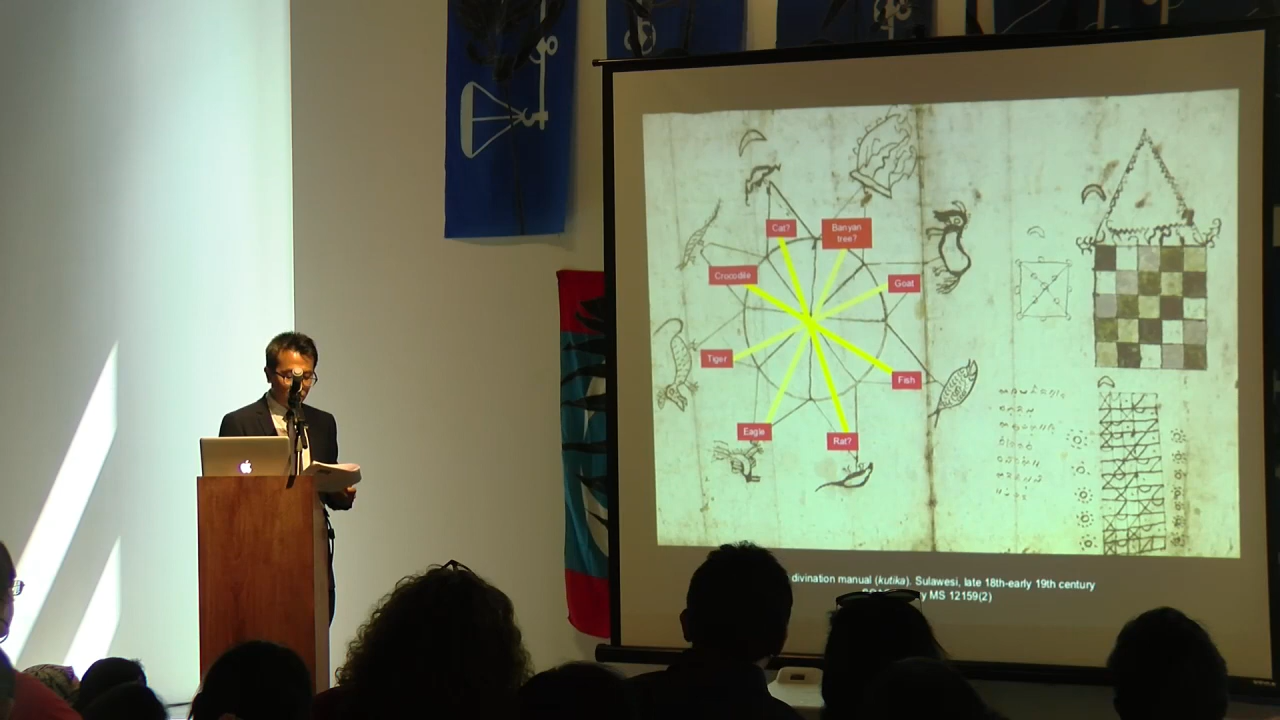 Cat?
Banyan
tree?
Crocodile
Goat
Tiger
Fish
Eagle
Rat?
divination manual (kutika). Sulawesi, late 18th-early 19th century
MS 12159(2)